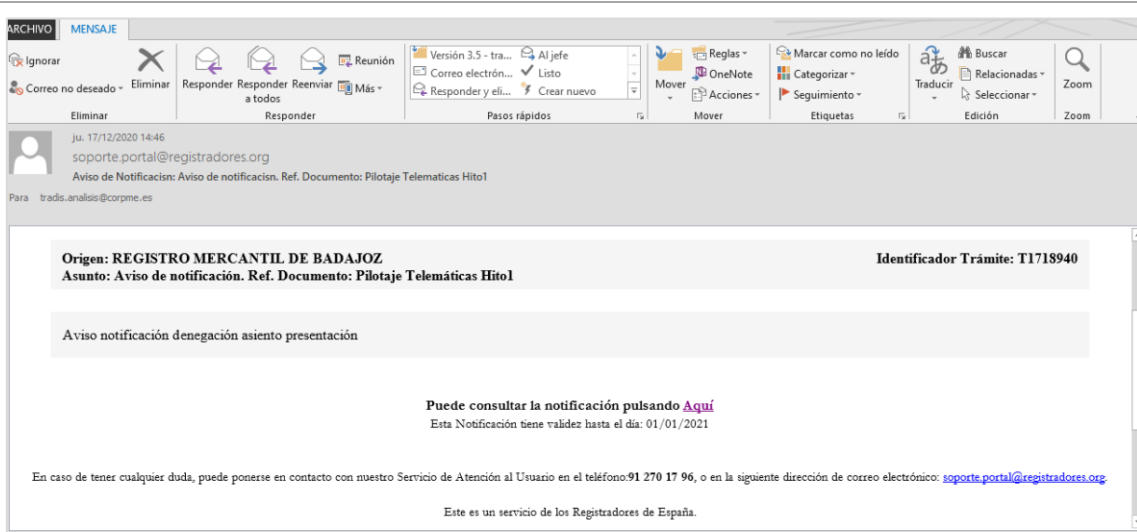 ARCHIVO MENSAJE
Ignorar
Correo no deseado
Eliminar
Eliminar
Responder Responder a todos Reenviar
Reunión
Más
Responder
Versión 3.5 - tra... Al jefe
Correo electrón... Listo
Responder y eli... Crear nuevo
Pasos rápidos
Mover
Reglas
OneNote
Acciones
Mover
Marcar como no leído
Categorizar
Seguimiento
Etiquetas
Traducir
Buscar
Relacionadas
Seleccionar
Edición
Zoom
Zoom
ju. 17/12/2020 14:46
soporte.portal@registradores.org
Aviso de Notificacisn: Aviso de notificacisn. Ref. Documento: Pilotaje Telematicas Hito1
Para tradis.analisis@corpme.es
Origen: REGISTRO MERCANTIL DE BADAJOZ Identificador Trámite: T1718940
Asunto: Aviso de notificación. Ref. Documento: Pilotaje Telemáticas Hito1
Aviso notificación denegación asiento presentación
Puede consultar la notificación pulsando Aquí
Esta Notificación tiene validez hasta el día: 01/01/2021
En caso de tener cualquier duda, puede ponerse en contacto con nuestro Servicio de Atención al Usuario en el teléfono:91 270 17 96, o en la siguiente dirección de correo electrónico: soporte.portal@registradores.org.
Este es un servicio de los Registradores de España.